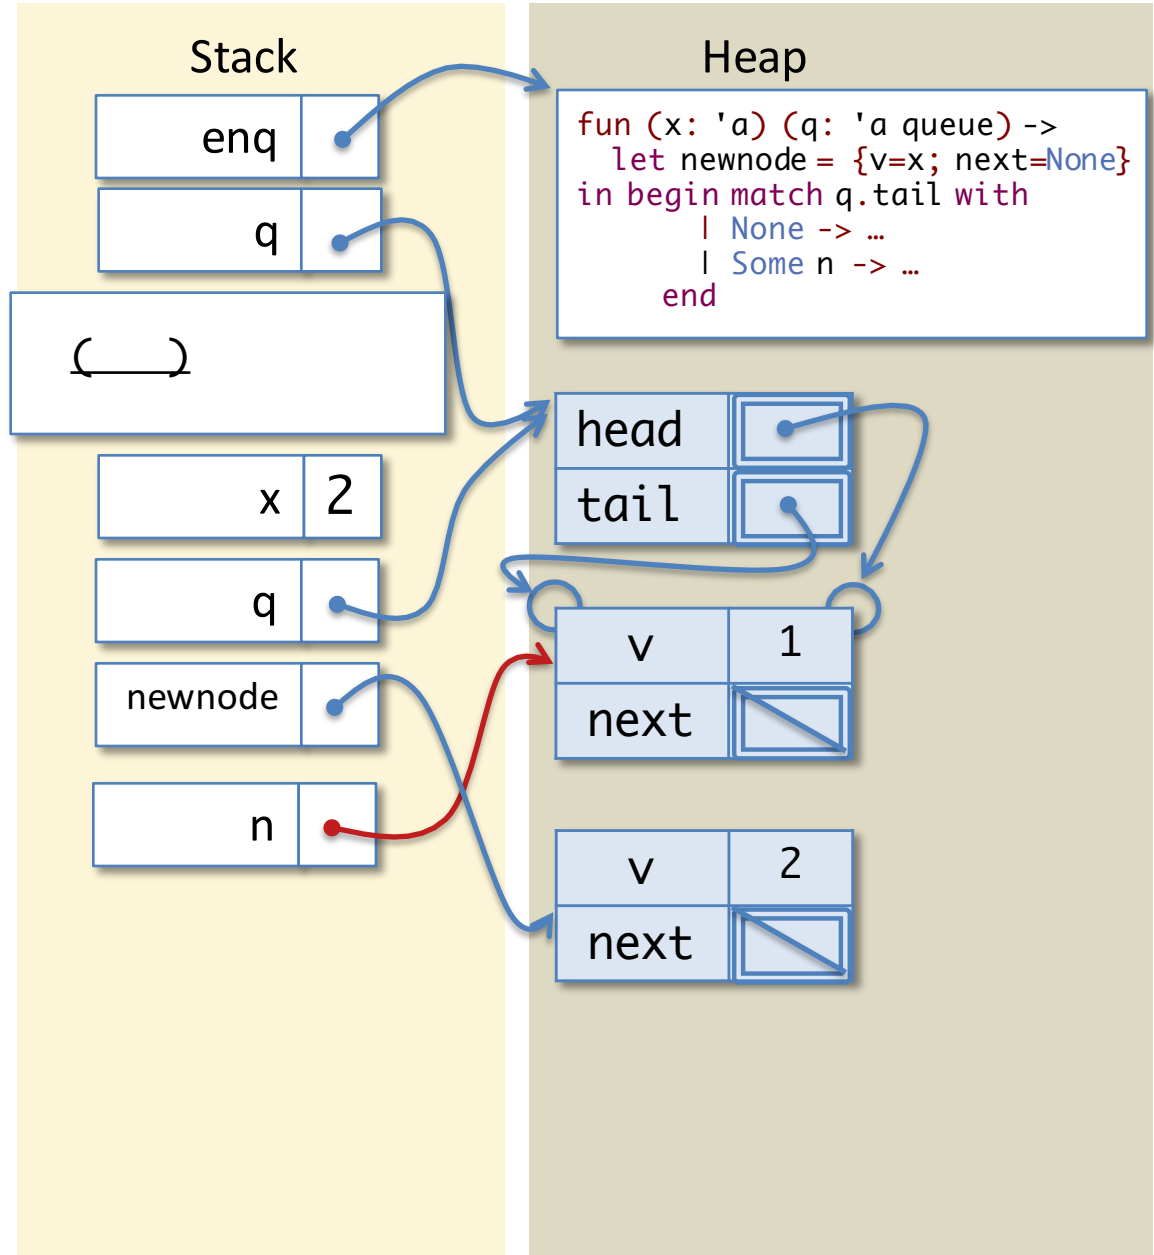 Stack
enq
q
(____)
x 2
q
newnode
n
Heap
fun (x: 'a) (q: 'a queue) ->
let newnode = {v=x; next=None}
in begin match q.tail with
| None -> …
| Some n -> …
end
head
tail
v 1
next
v 2
next